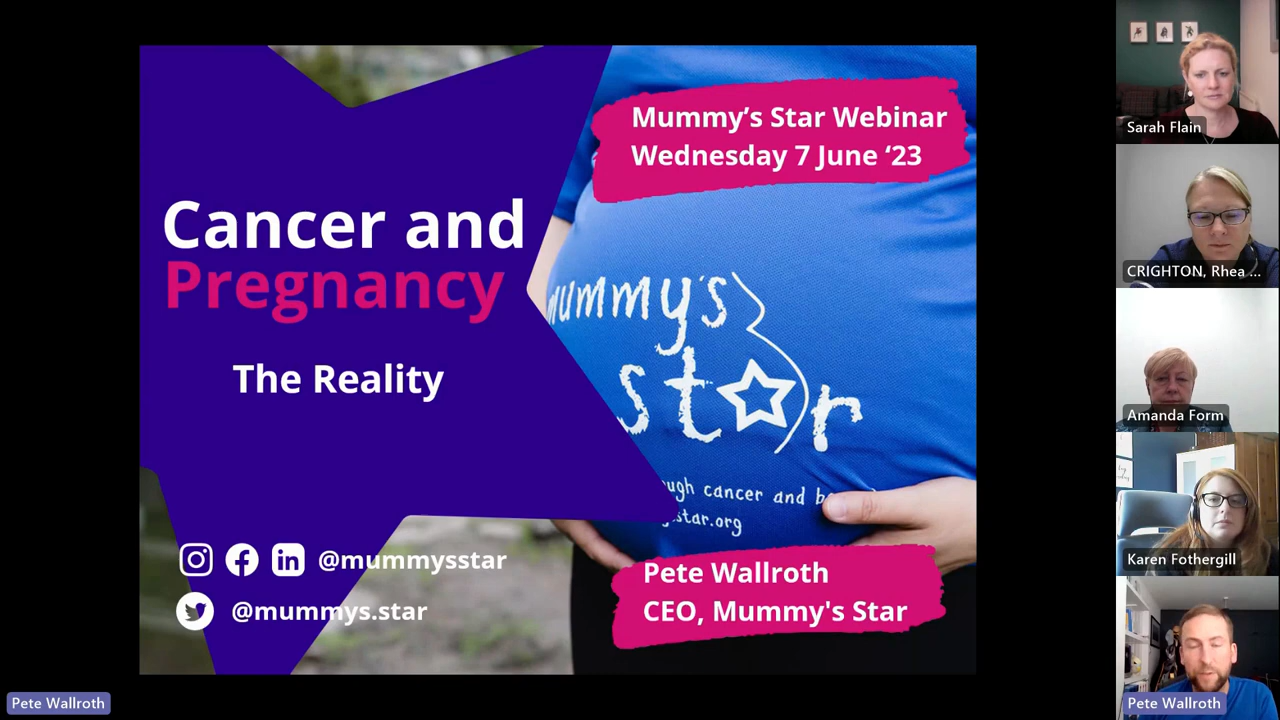 Mummy’s Star Webinar
Wednesday 7 June ‘23
Cancer and
Pregnancy
The Reality
mummy's
star
cancer and
star.org
@mummysstar
@mummys.star
Pete Wallroth
CEO, Mummy's Star
Pete Wallroth
Sarah Flain
CRIGHTON, Rhea ...
Amanda Form
Karen Fothergill
Pete Wallroth